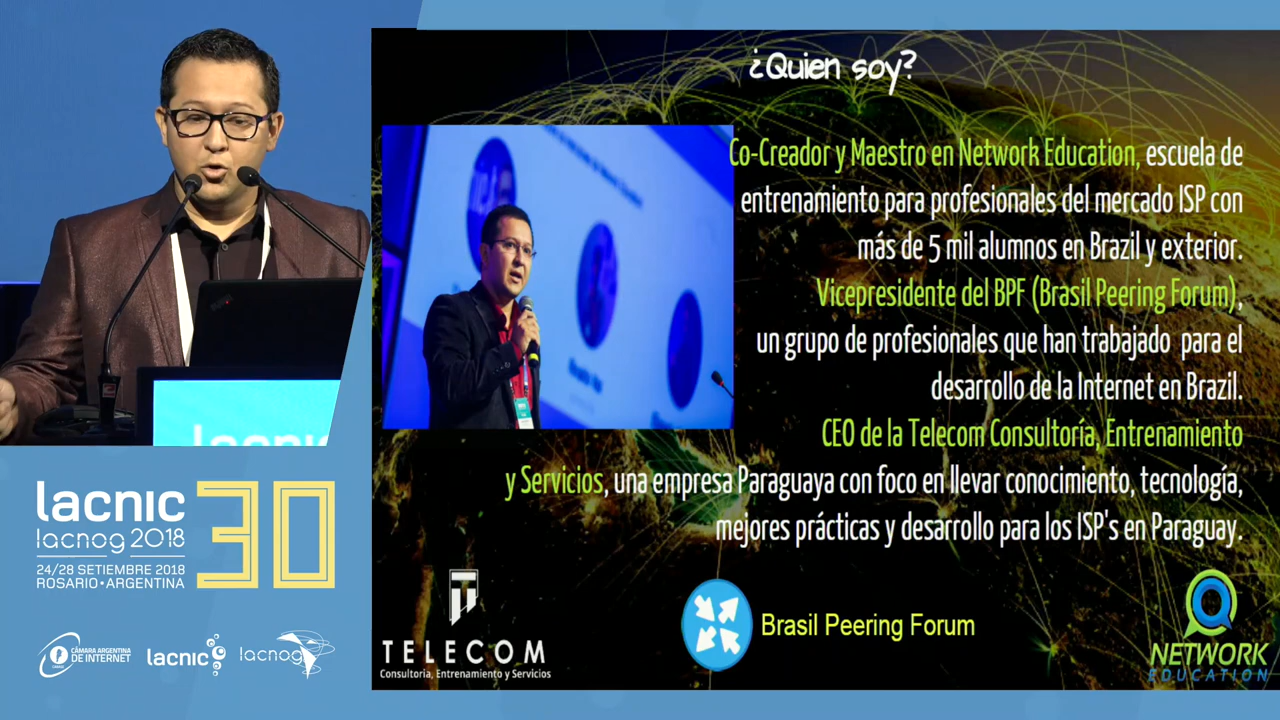 ¿Quien soy?
Co-Creador y Maestro en Network Education, escuela de
entrenamiento para profesionales del mercado ISP con
más de 5 mil alumnos en Brazil y exterior.
Vicepresidente del BPF (Brasil Peering Forum),
un grupo de profesionales que han trabajado para el
desarrollo de la Internet en Brazil.
CEO de la Telecom Consultoría, Entrenamiento
y Servicios, una empresa Paraguaya con foco en llevar conocimiento, tecnología,
mejores prácticas y desarrollo para los ISP's en Paraguay.
TELECOM
Consultoria, Entrenamiento y Servicios
Brasil Peering Forum
NETWORK
EDUCATION
lacnic
lacnic 30
lacnog 2018
24/28 SETIEMBRE 2018
ROSARIO•ARGENTINA
CÁMARA ARGENTINA
DE INTERNET
lacnic
lacnog